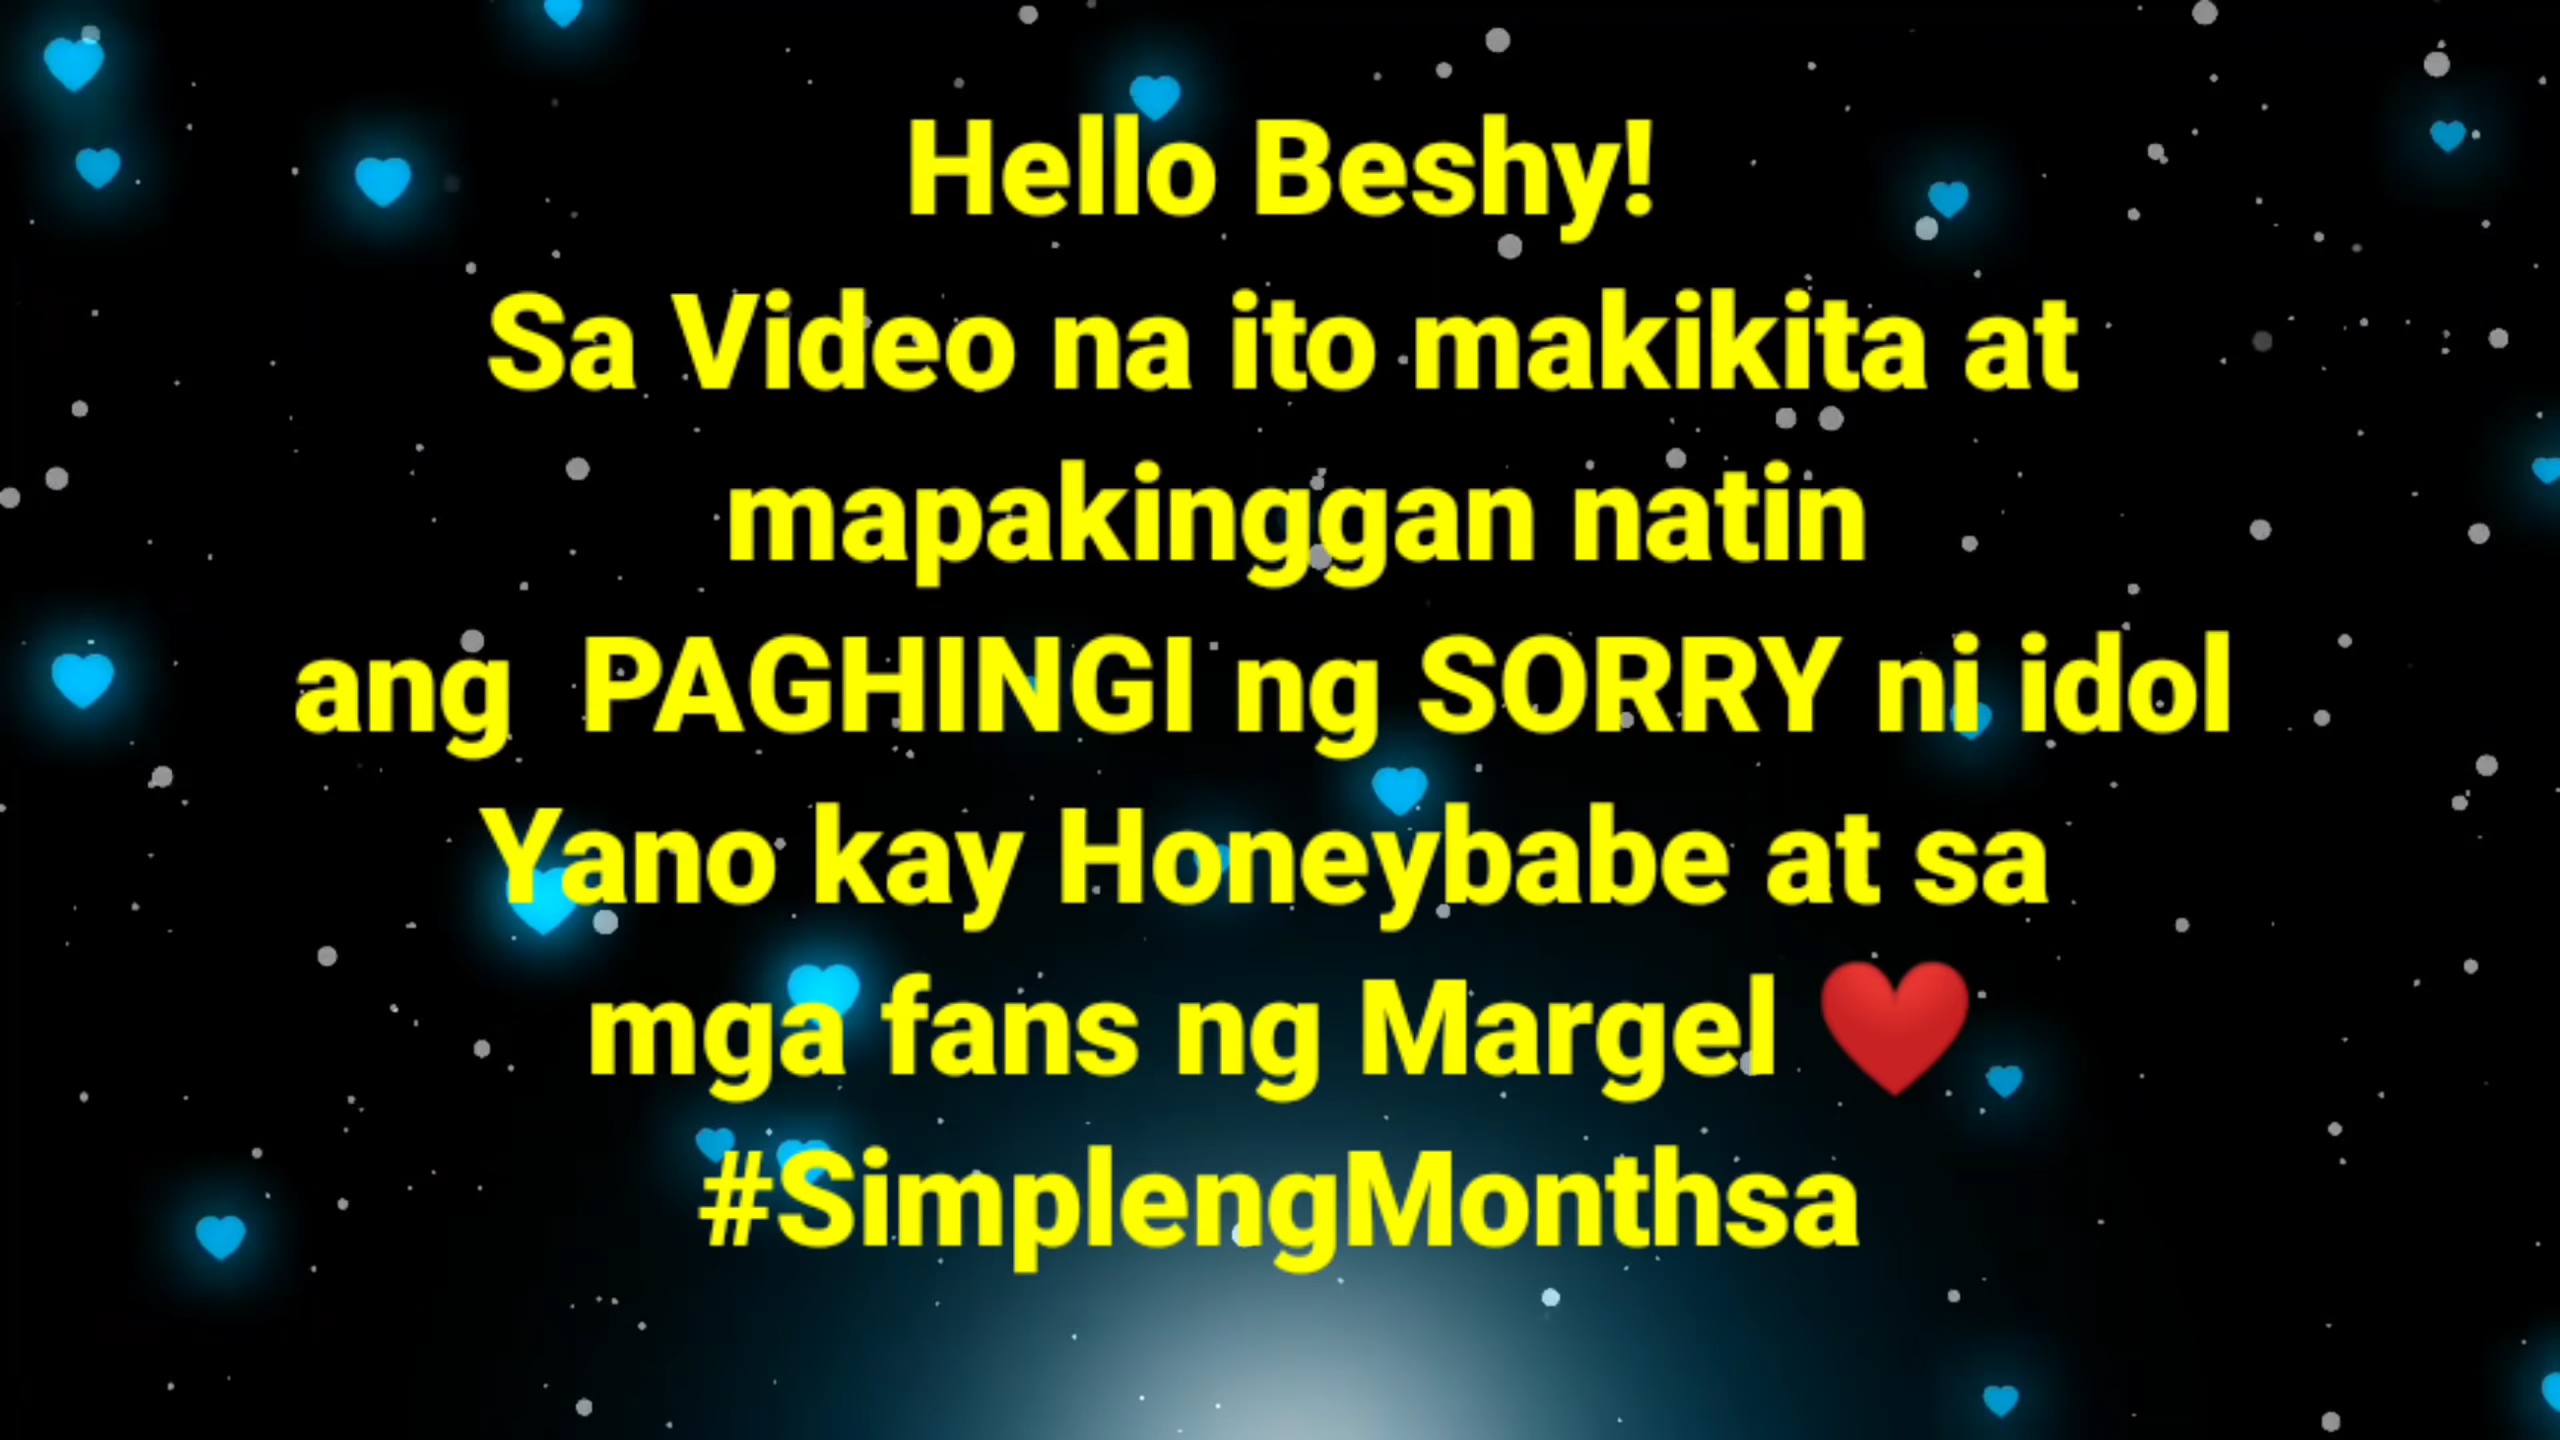 Hello Beshy!
Sa Video na ito makikita at
mapakinggan natin
ang  PAGHINGI ng SORRY ni idol
Yano kay Honeybabe at sa
mga fans ng Margel ❤️
#SimplengMonthsa